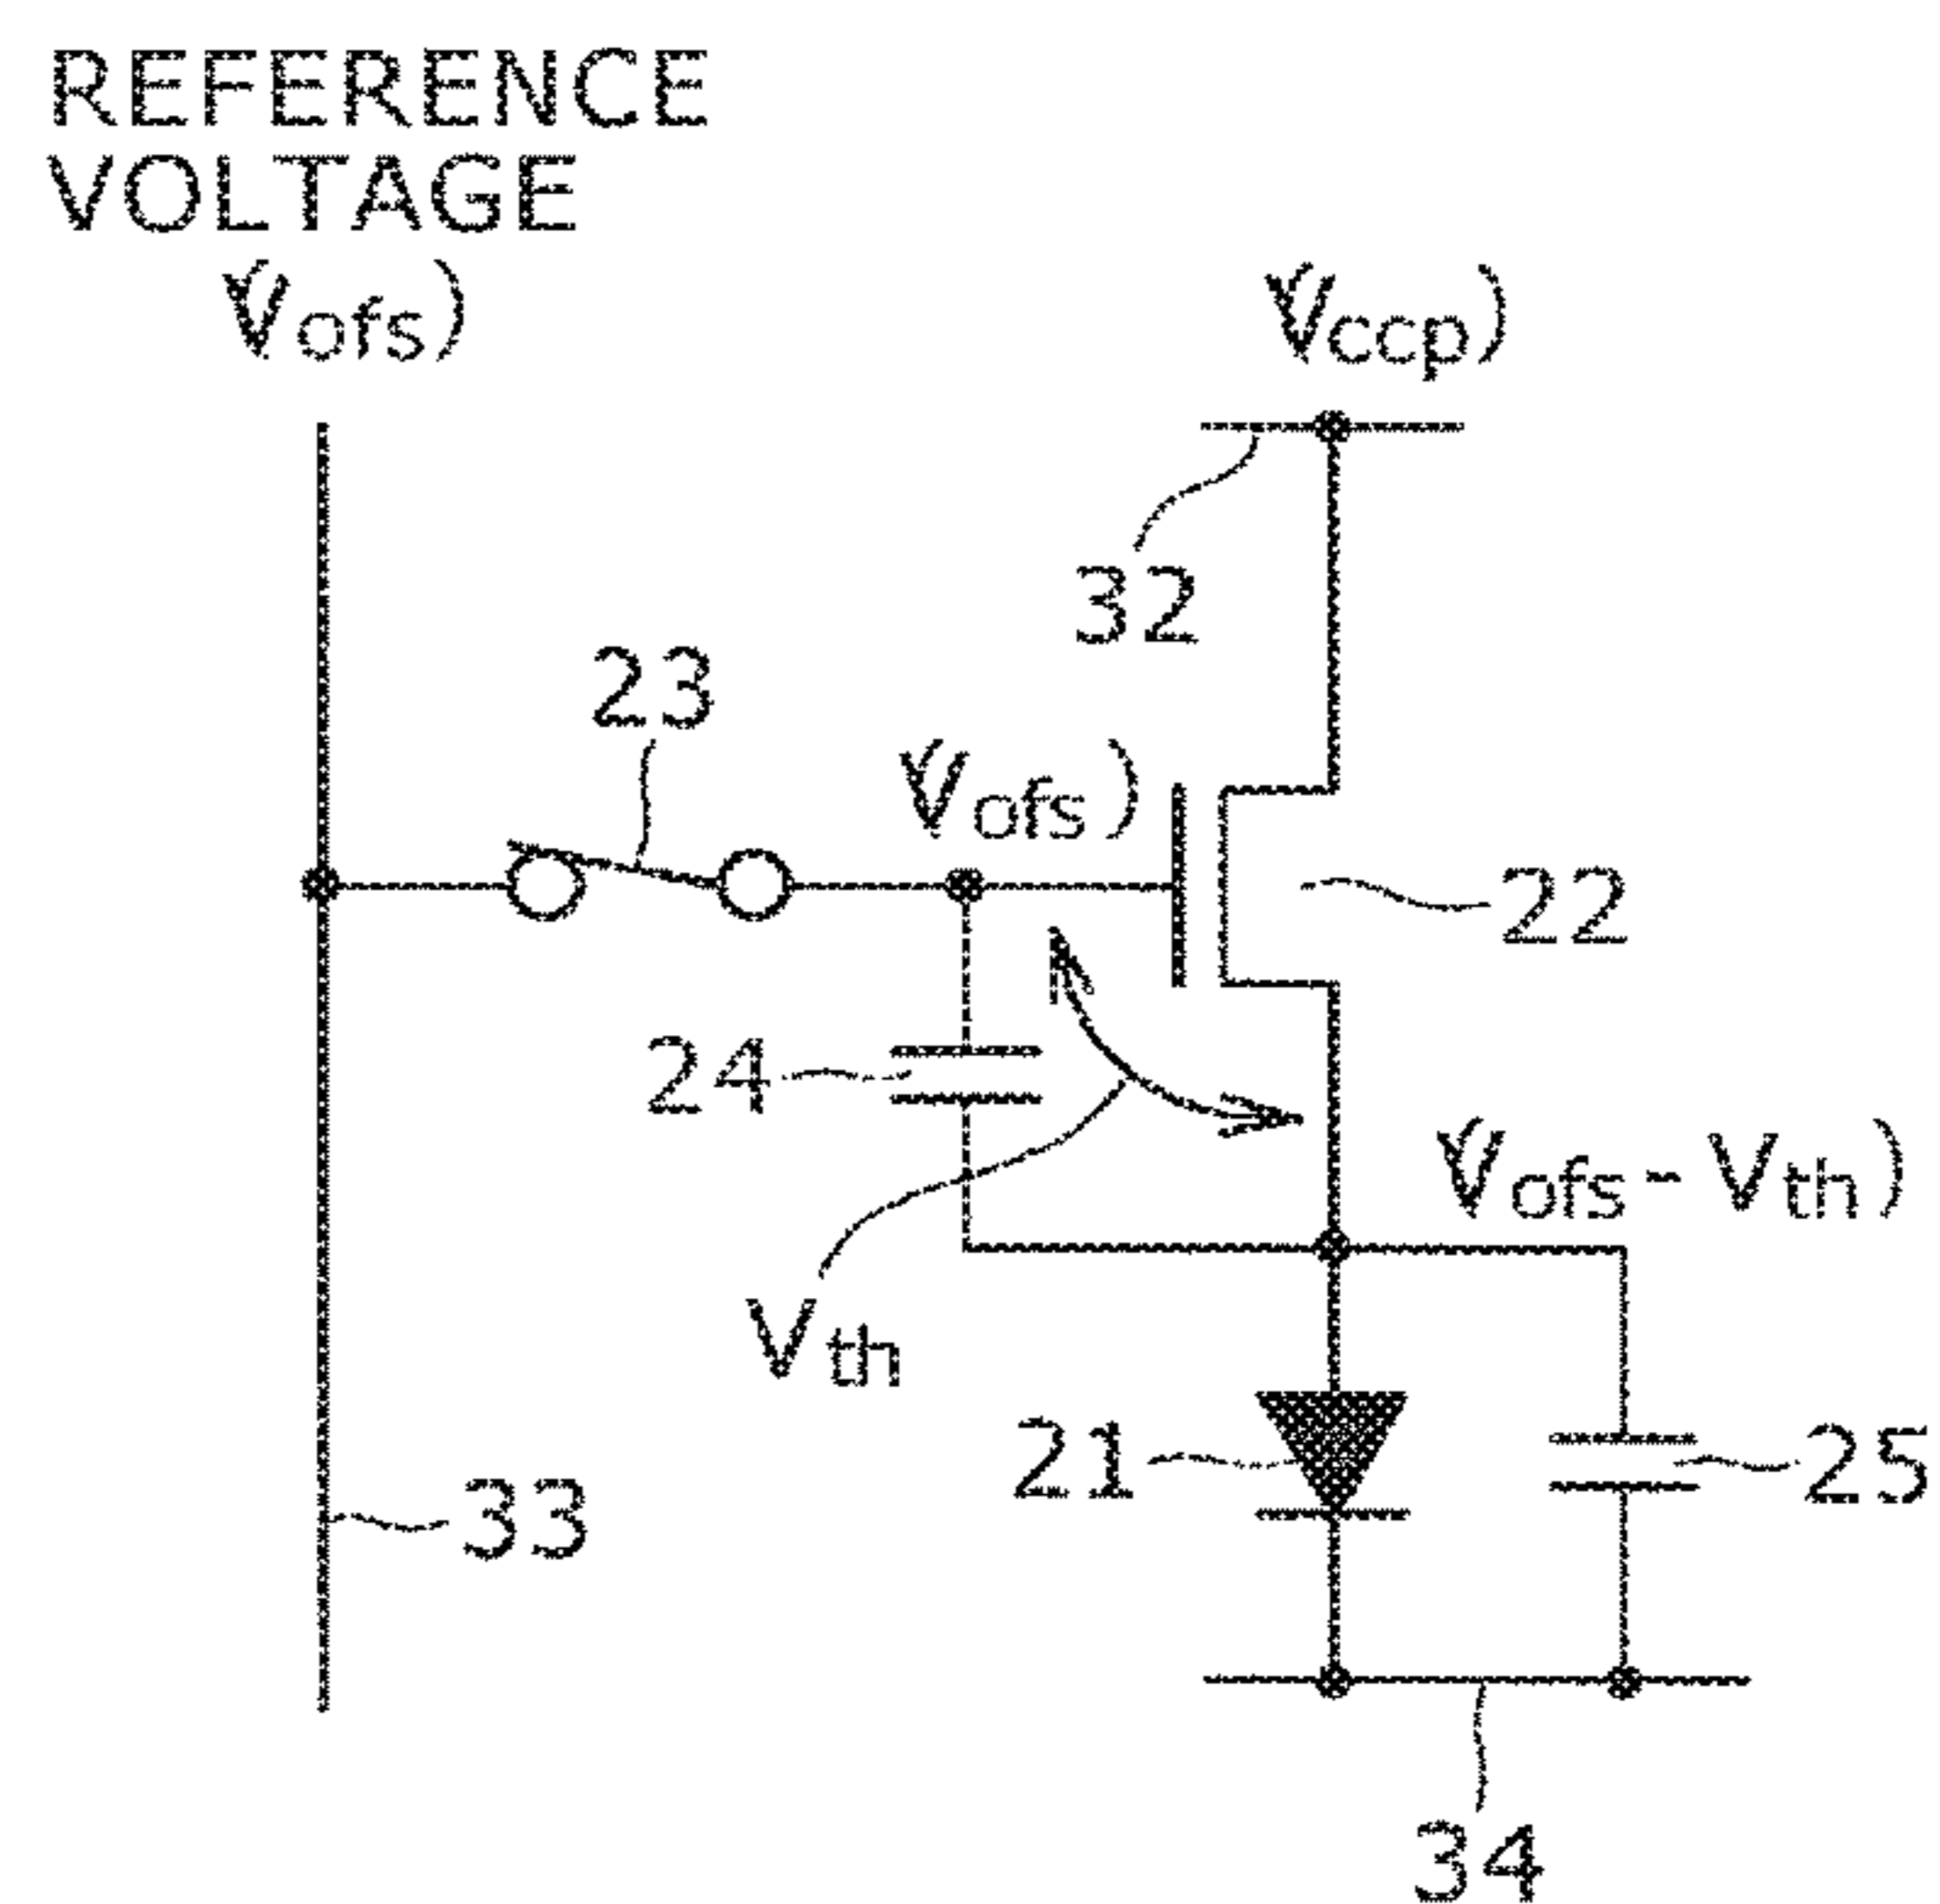 REFERENCE
VOLTAGE
(Vofs)
(Vccp)
32
23
(Vofs)
22
24
(Vofs - Vth)
Vth
21
25
33
34